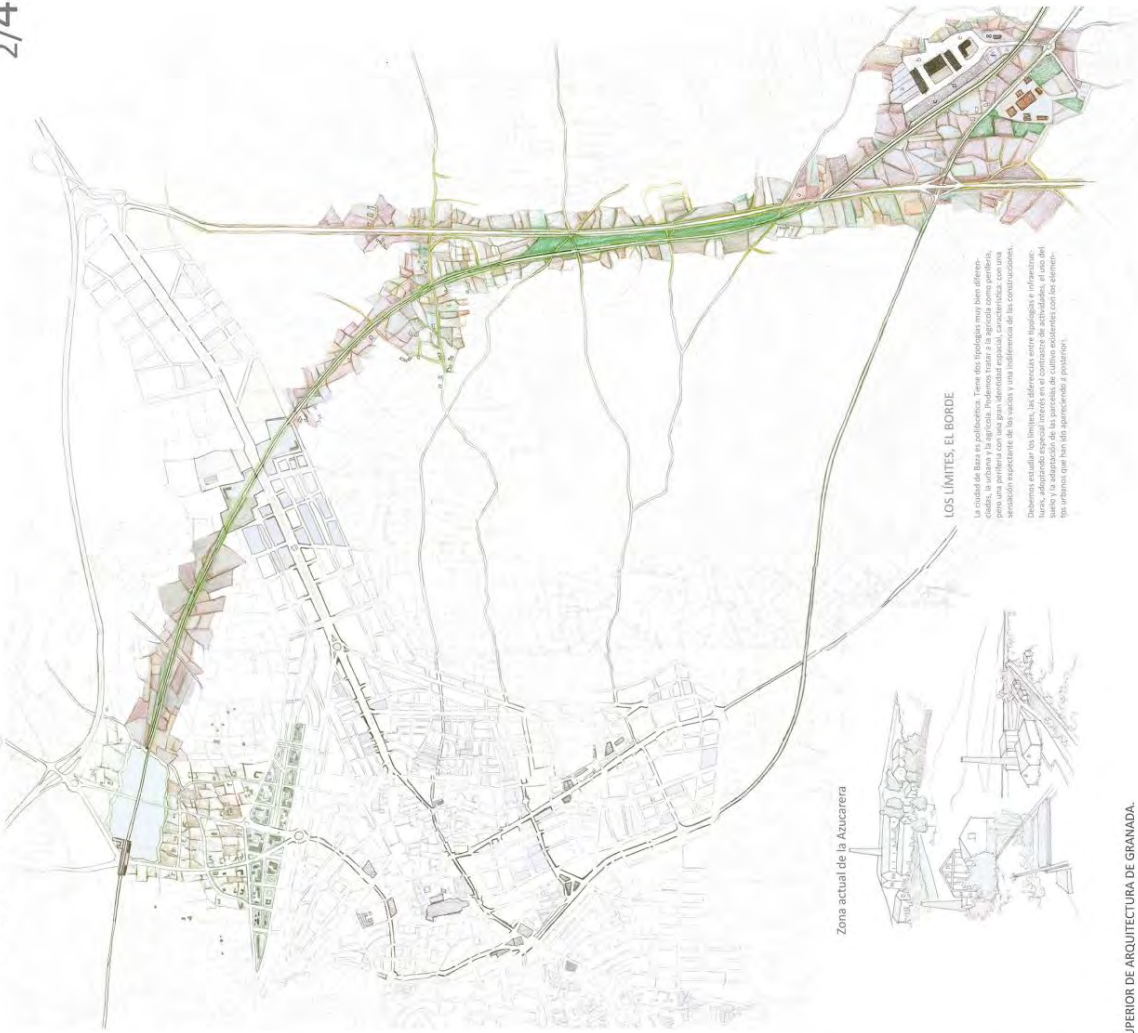 2/4
LOS LÍMITES, EL BORDE
La ciudad de Baza es policéntrica. Tiene dos tipologías muy bien diferen-
ciadas, la urbana y la agrícola. Podemos tratar a la agrícola como periferia,
pero una periferia con una gran identidad espacial, característica: con una
sensación expectante de los vacíos y una indiferencia de las construcciones.
Debemos estudiar los límites, las diferencias entre tipologías e infraestruc-
turas, adoptando especial interés en el contraste de actividades, el uso del
suelo y la adaptación de las parcelas de cultivo existentes con los elemen-
tos urbanos que han ido apareciendo a posteriori.
Zona actual de la Azucarera
UPERIOR DE ARQUITECTURA DE GRANADA.